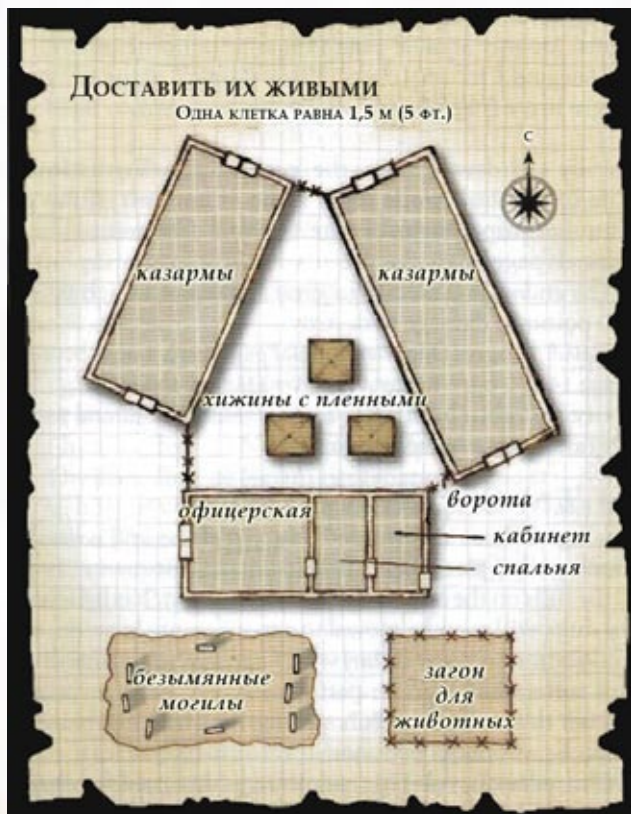 Доставить их живыми
Одна клетка равна 1,5 м (5 фт.)
С
казармы
казармы
хижины с пленными
офицерская
ворота
кабинет
спальня
безымянные
могилы
загон
для
животных